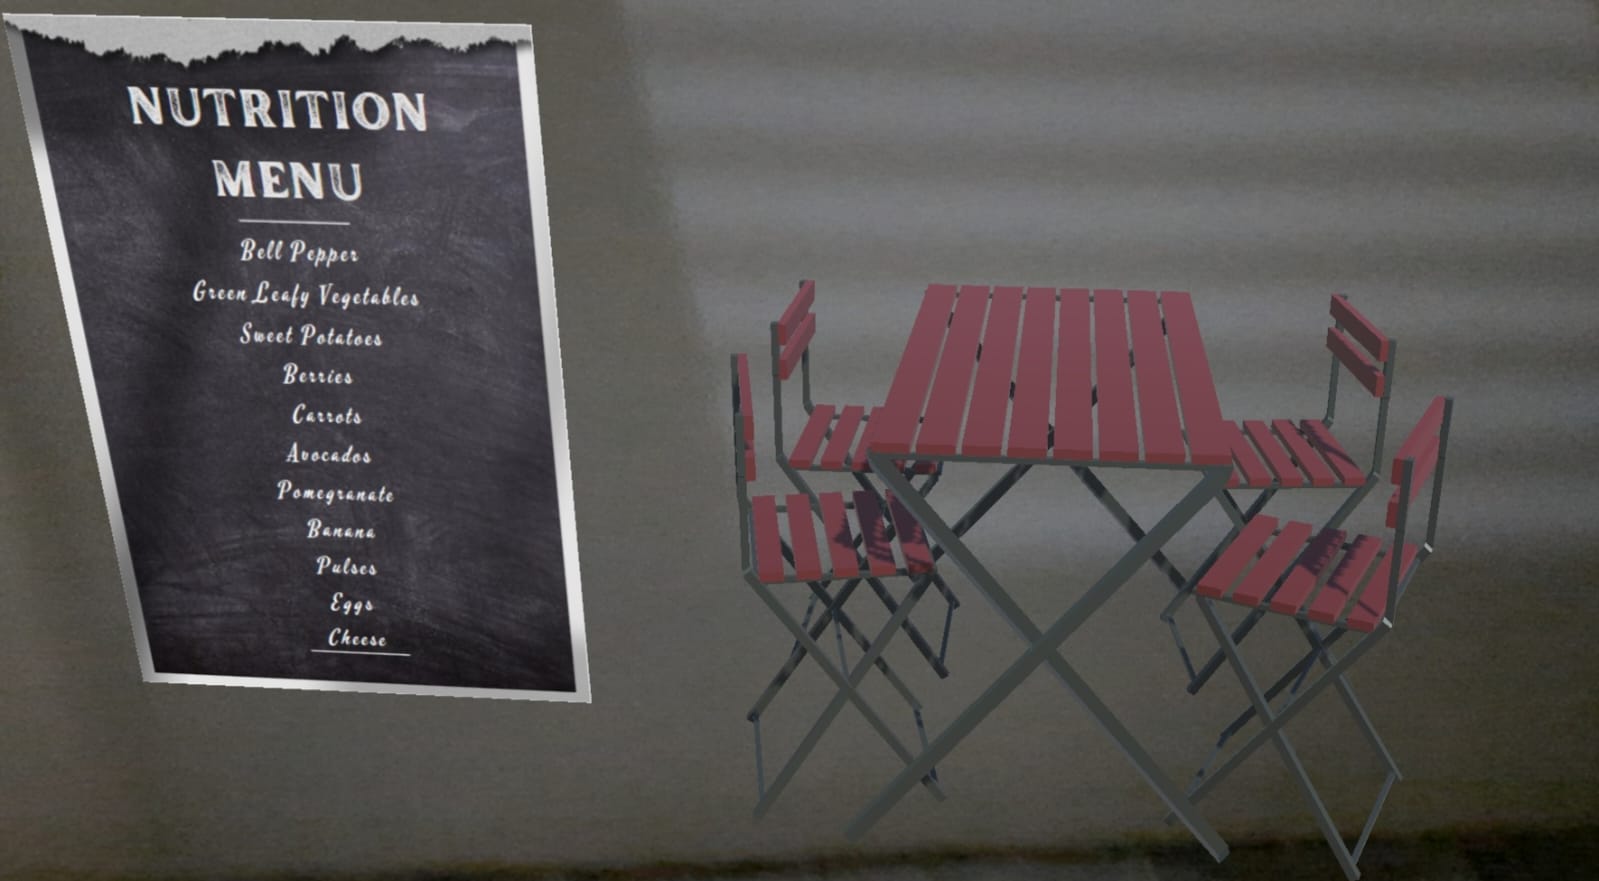 NUTRITION
MENU
Bell Pepper
Green Leafy Vegetables
Sweet Potatoes
Berries
Carrots
Avocados
Pomegranate
Banana
Pulses
Eggs
Cheese